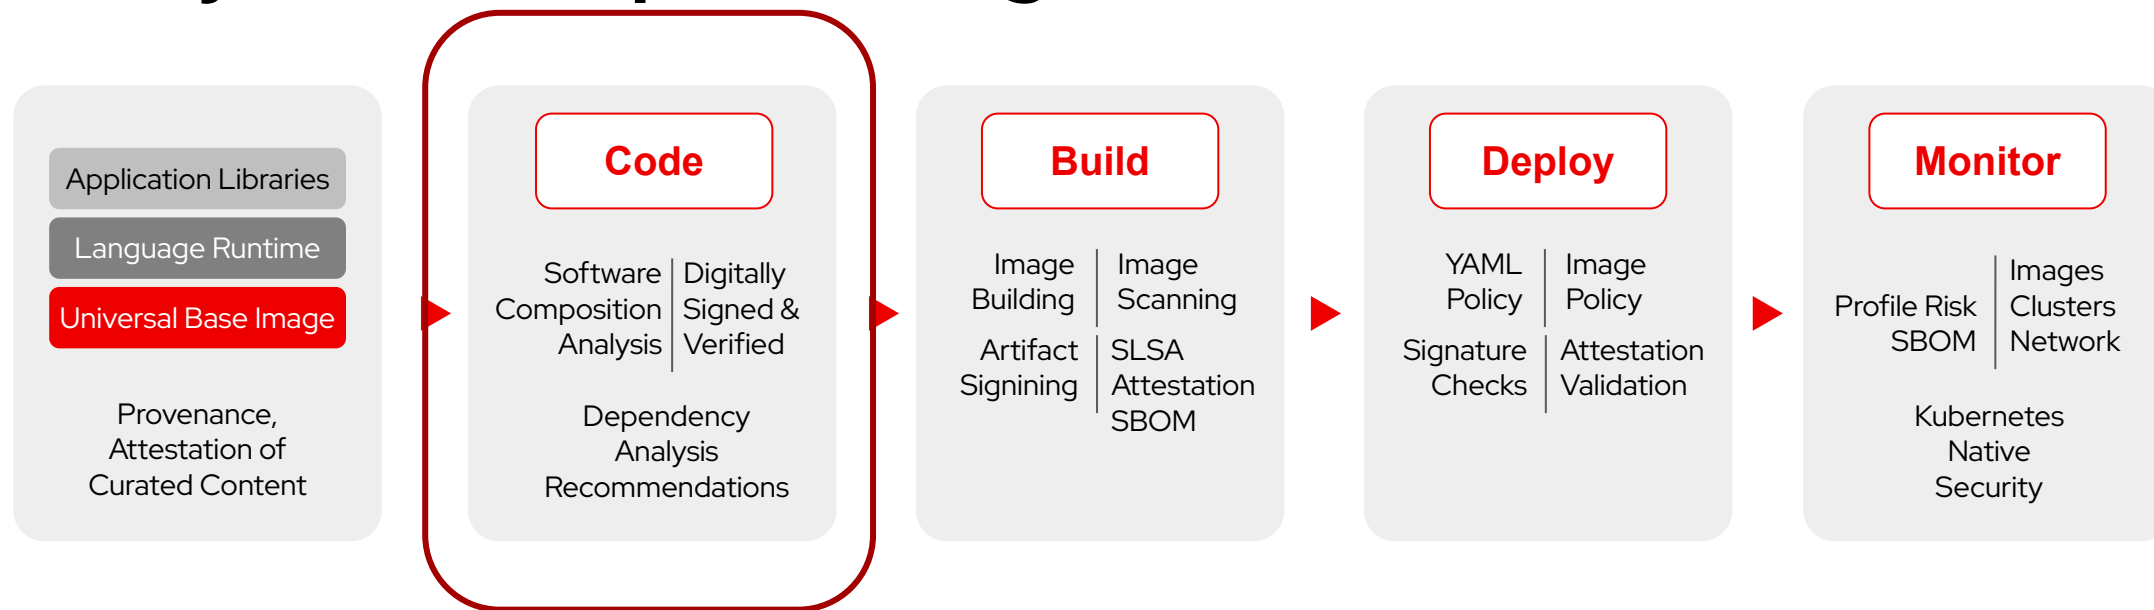 Application Libraries
Language Runtime
Universal Base Image
Provenance,
Attestation of
Curated Content
Code
Software
Composition
Analysis
Digitally
Signed &
Verified
Dependency
Analysis
Recommendations
Build
Image
Building
Image
Scanning
Artifact
Signining
SLSA
Attestation
SBOM
Deploy
YAML
Policy
Image
Policy
Signature
Checks
Attestation
Validation
Monitor
Profile Risk
SBOM
Images
Clusters
Network
Kubernetes
Native
Security